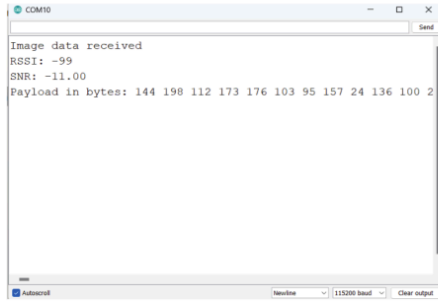 COM10
Send
Image data received
RSSI: -99
SNR: -11.00
Payload in bytes: 144 198 112 173 176 103 95 157 24 136 100 2
Autoscroll
Newline
115200 baud
Clear output